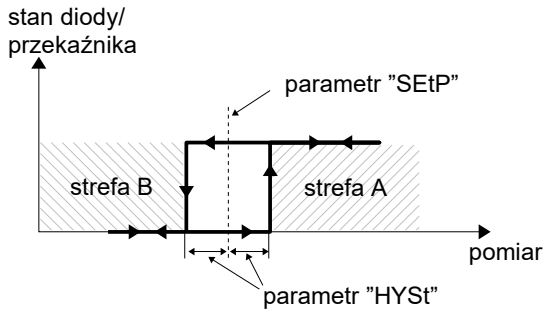 stan diody/
przekaźnika
parametr ”SEtP”
strefa B
strefa A
pomiar
parametr ”HYSt”